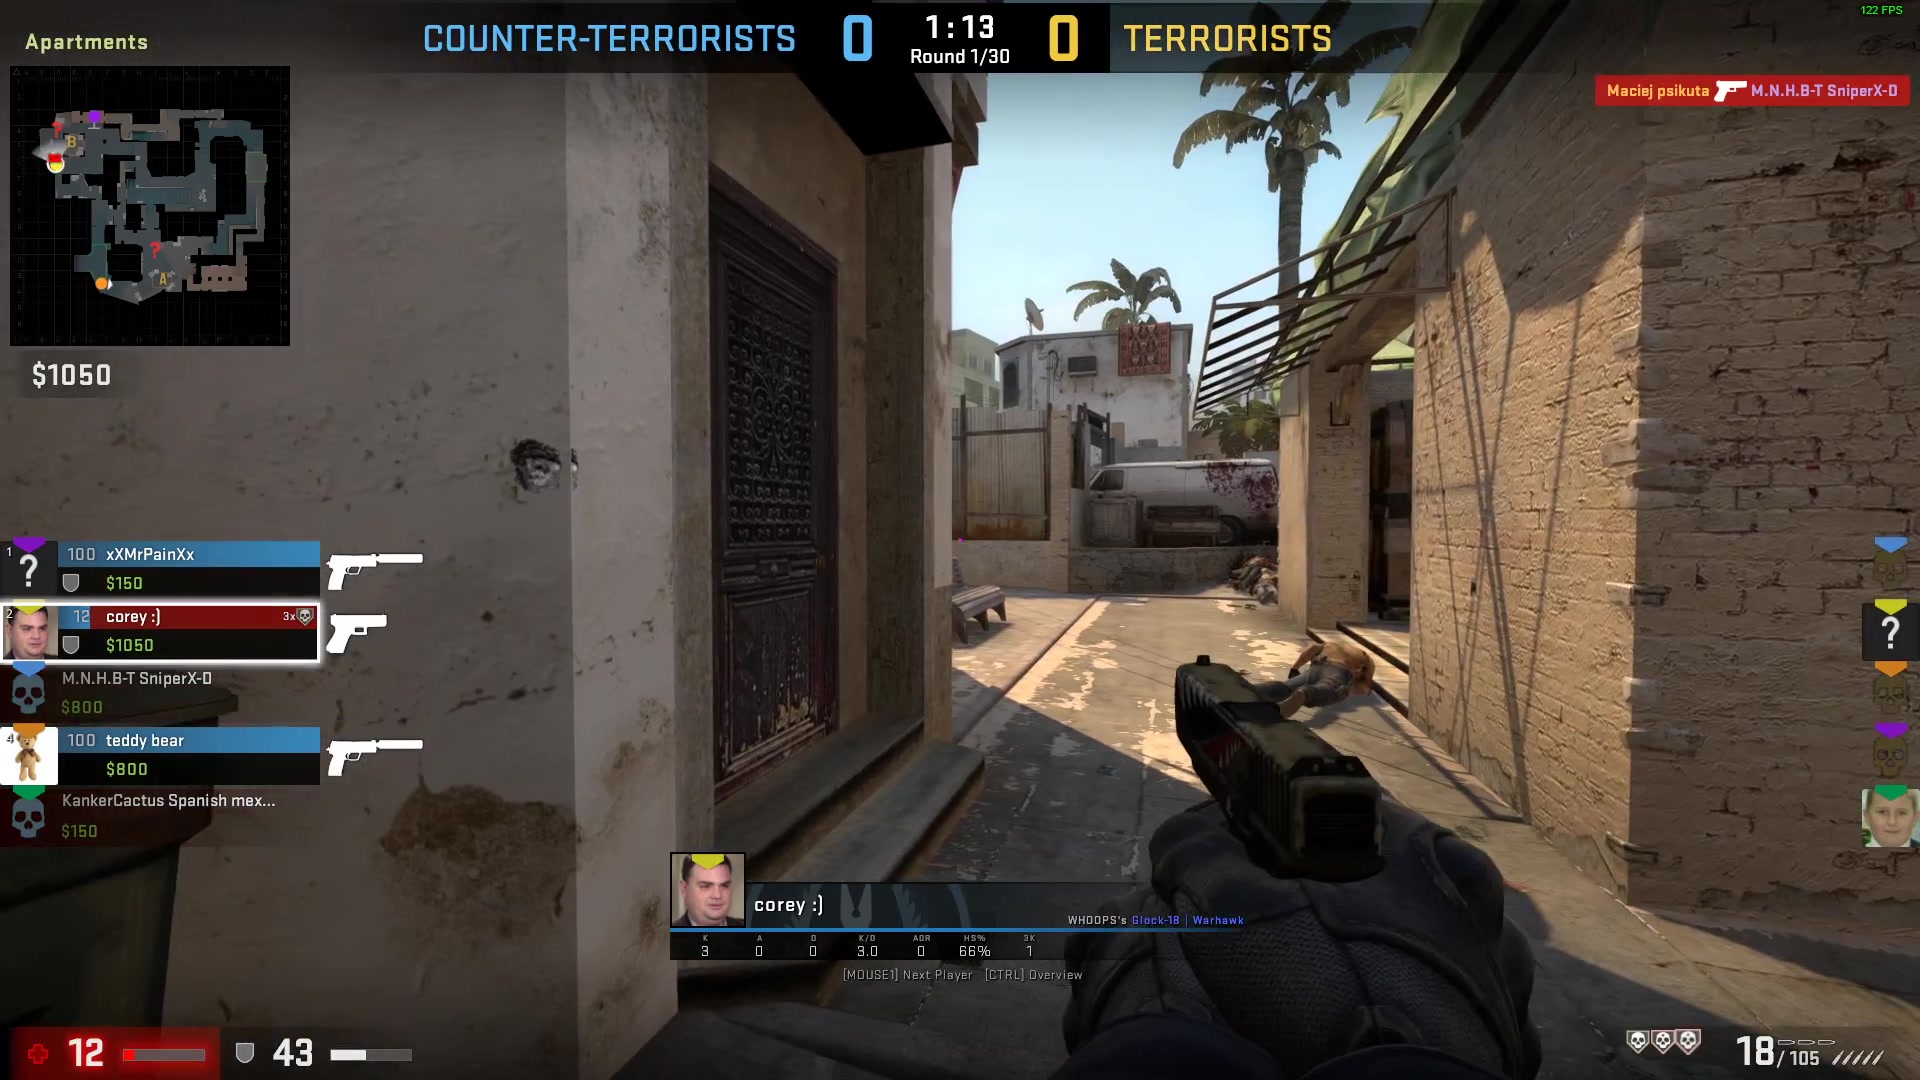 122 FPS
Apartments
COUNTER-TERRORISTS 0 1:13 0 TERRORISTS
Round 1/30
Maciej psikuta M.N.H.B-T SniperX-D
? B
? A
$1050
1 ? 100 xXMrPainXx
$150
2 12 corey :) 3x
$1050
M.N.H.B-T SniperX-D
$800
4 100 teddy bear
$800
KankerCactus Spanish mex...
$150
?
corey :)
WHOOPS's Glock-18 | Warhawk
K A D K/D ADR HS% 3K
3 0 0 3.0 0 66% 1
[MOUSE1] Next Player [CTRL] Overview
12 43
18/105